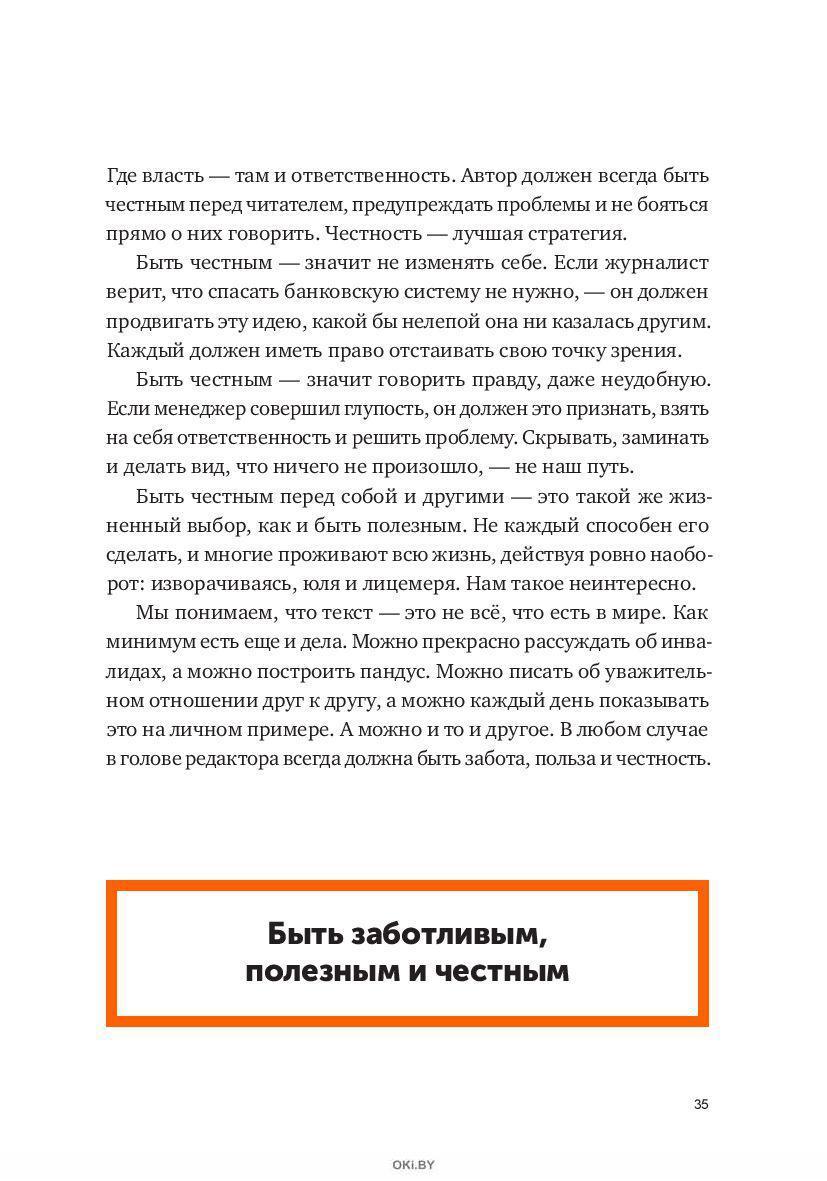 Где власть — там и ответственность. Автор должен всегда быть
честным перед читателем, предупреждать проблемы и не бояться
прямо о них говорить. Честность — лучшая стратегия.
Быть честным — значит не изменять себе. Если журналист
верит, что спасать банковскую систему не нужно, — он должен
продвигать эту идею, какой бы нелепой она ни казалась другим.
Каждый должен иметь право отстаивать свою точку зрения.
Быть честным — значит говорить правду, даже неудобную.
Если менеджер совершил глупость, он должен это признать, взять
на себя ответственность и решить проблему. Скрывать, заминать
и делать вид, что ничего не произошло, — не наш путь.
Быть честным перед собой и другими — это такой же жиз-
ненный выбор, как и быть полезным. Не каждый способен его
сделать, и многие проживают всю жизнь, действуя ровно наобо-
рот: изворачиваясь, юля и лицемеря. Нам такое неинтересно.
Мы понимаем, что текст — это не всё, что есть в мире. Как
минимум есть еще и дела. Можно прекрасно рассуждать об инва-
лидах, а можно построить пандус. Можно писать об уважитель-
ном отношении друг к другу, а можно каждый день показывать
это на личном примере. А можно и то и другое. В любом случае
в голове редактора всегда должна быть забота, польза и честность.
Быть заботливым,
полезным и честным
35
OKi.BY